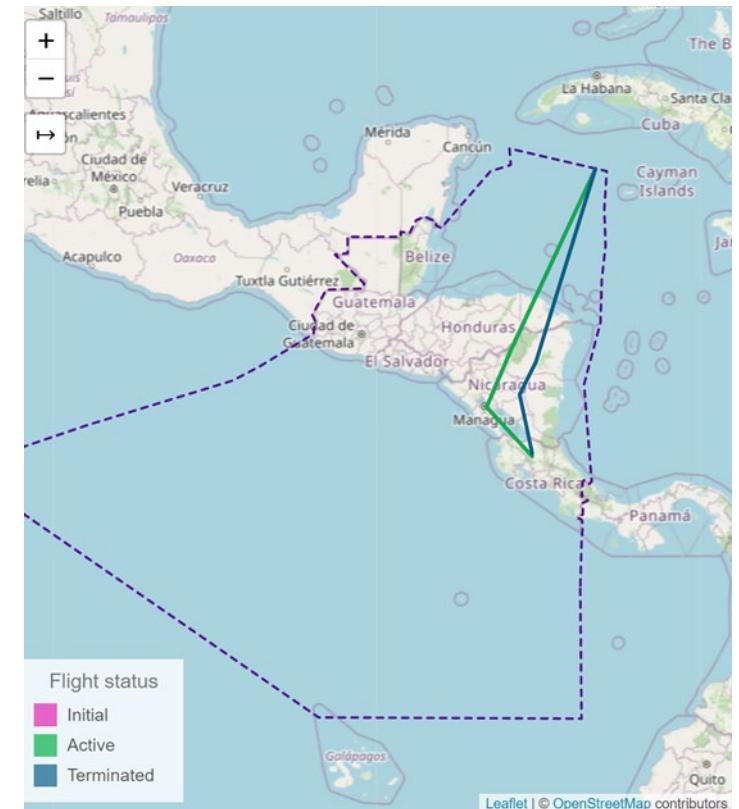 Saltillo
Tamaulipas
+
−
The B
La Habana
Santa Cla
Aguascalientes
Cuba
Mérida
Cancún
Ciudad de
México
relia
Veracruz
Cayman
Islands
Puebla
Acapulco
Oaxaca
Belize
Tuxtla Gutiérrez
Guatemala
Ciudad de
Guatemala
Honduras
El Salvador
Nicaragua
Managua
Costa Rica
Panamá
Flight status
Initial
Active
Terminated
Galápagos
Quito
Leaflet | © OpenStreetMap contributors